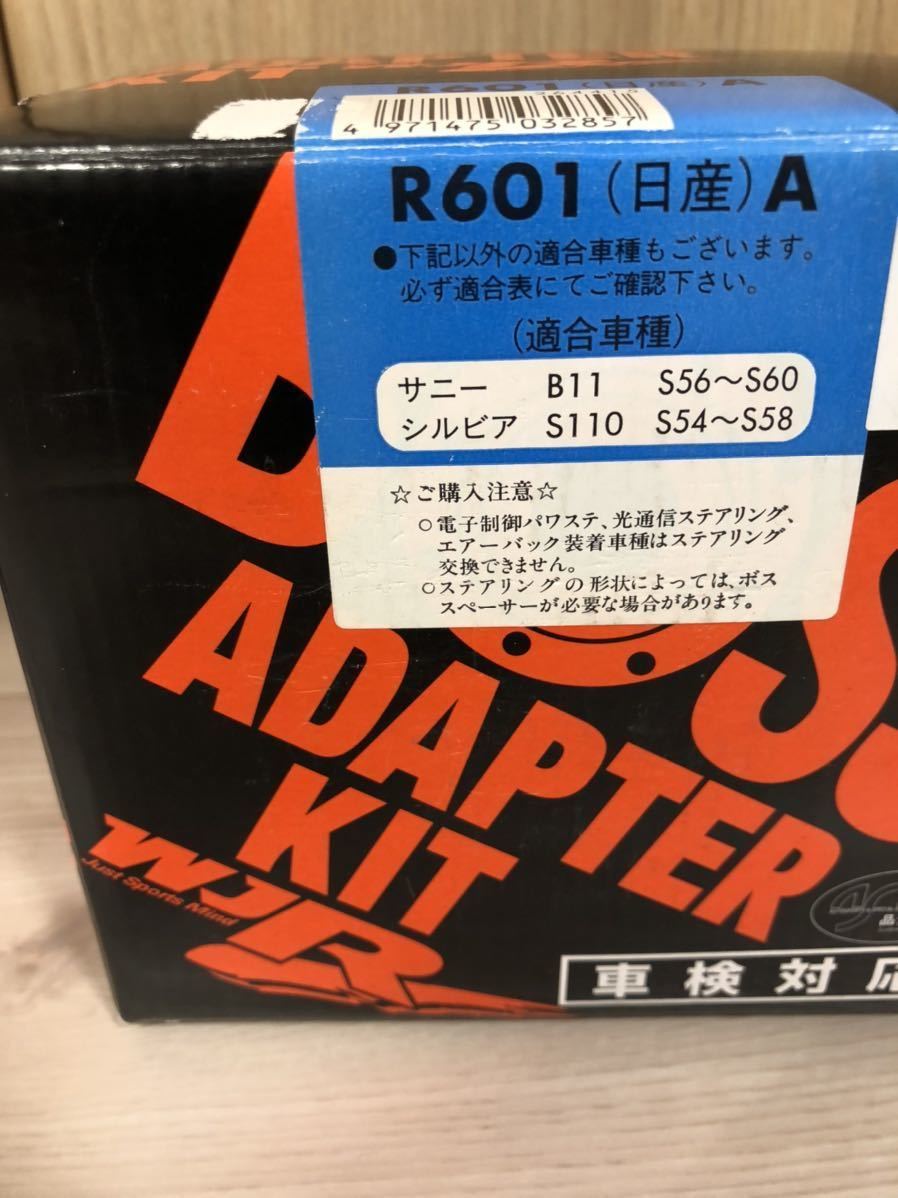 R601(日産)A
4 971475 032857
R601(日産)A
●下記以外の適合車種もございます。
必ず適合表にてご確認下さい。
(適合車種)
サニー B11 S56〜S60
シルビア S110 S54〜S58
☆ご購入注意☆
○電子制御パワステ、光通信ステアリング、
エアーバック装着車種はステアリング
交換できません。
○ステアリングの形状によっては、ボス
スペーサーが必要な場合があります。
BOSS
ADAPTER
KIT
WJR
Just Sports Mind
車検対応